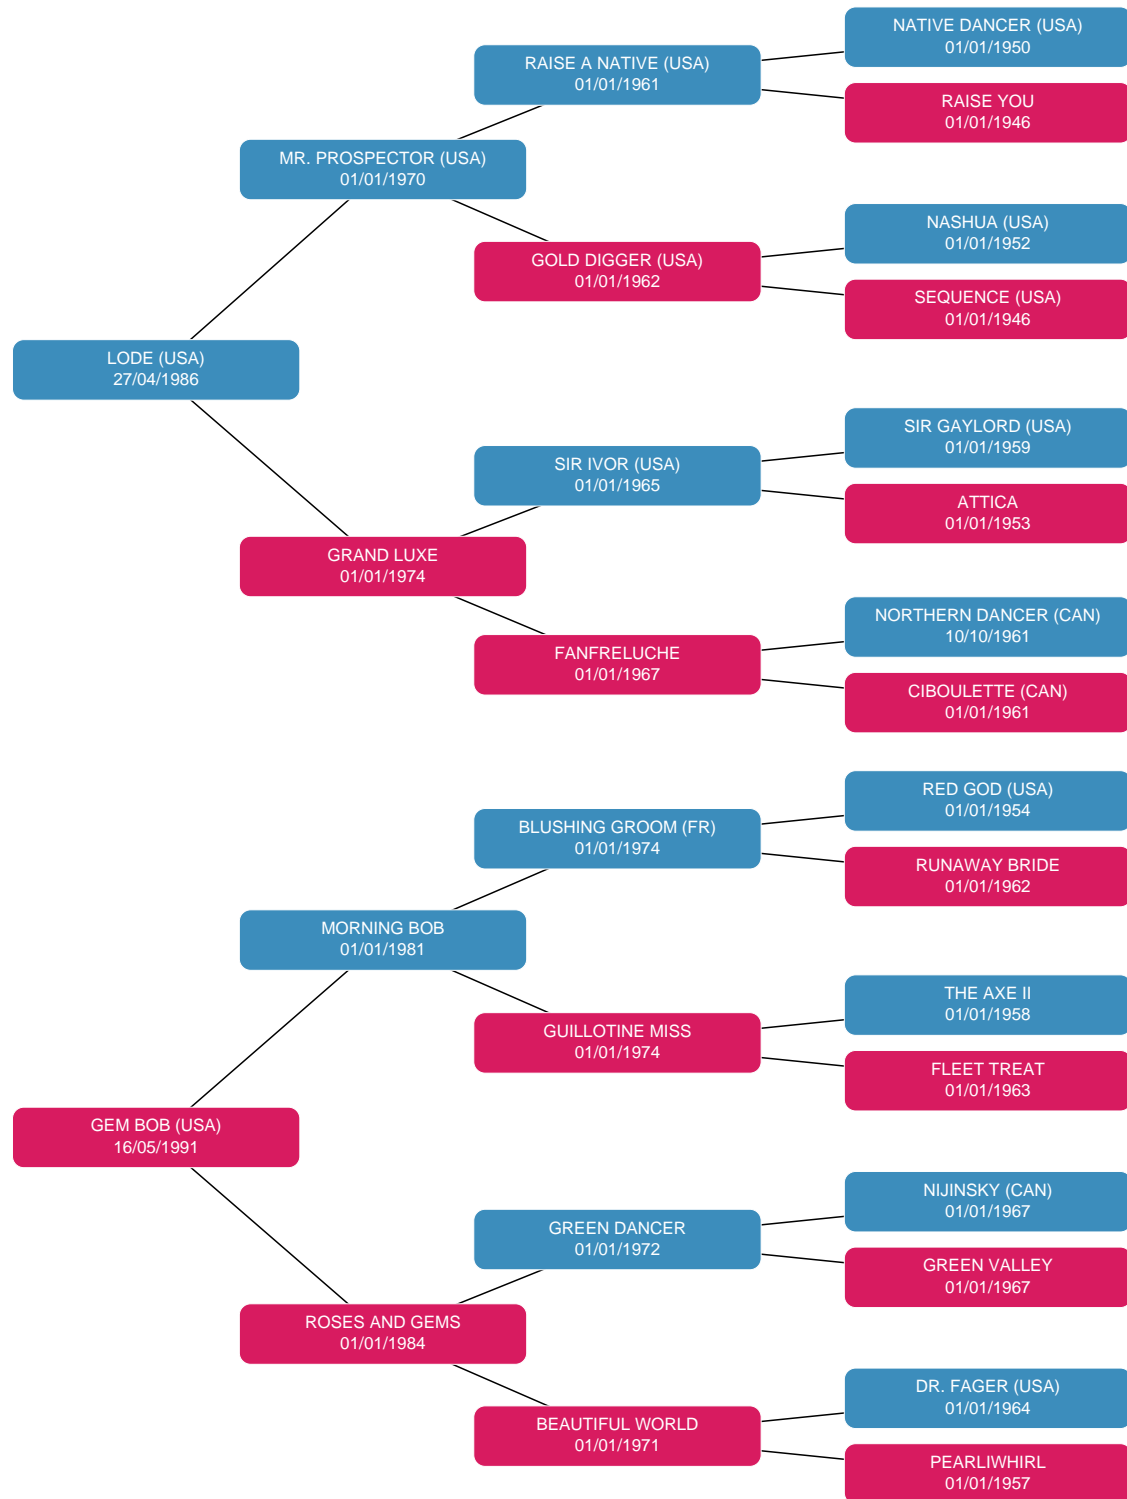 NATIVE DANCER (USA)
01/01/1950
RAISE A NATIVE (USA)
01/01/1961
RAISE YOU
01/01/1946
MR. PROSPECTOR (USA)
01/01/1970
NASHUA (USA)
01/01/1952
GOLD DIGGER (USA)
01/01/1962
SEQUENCE (USA)
01/01/1946
LODE (USA)
27/04/1986
SIR GAYLORD (USA)
01/01/1959
SIR IVOR (USA)
01/01/1965
ATTICA
01/01/1953
GRAND LUXE
01/01/1974
NORTHERN DANCER (CAN)
10/10/1961
FANFRELUCHE
01/01/1967
CIBOULETTE (CAN)
01/01/1961
RED GOD (USA)
01/01/1954
BLUSHING GROOM (FR)
01/01/1974
RUNAWAY BRIDE
01/01/1962
MORNING BOB
01/01/1981
THE AXE II
01/01/1958
GUILLOTINE MISS
01/01/1974
FLEET TREAT
01/01/1963
GEM BOB (USA)
16/05/1991
NIJINSKY (CAN)
01/01/1967
GREEN DANCER
01/01/1972
GREEN VALLEY
01/01/1967
ROSES AND GEMS
01/01/1984
DR. FAGER (USA)
01/01/1964
BEAUTIFUL WORLD
01/01/1971
PEARLIWHIRL
01/01/1957